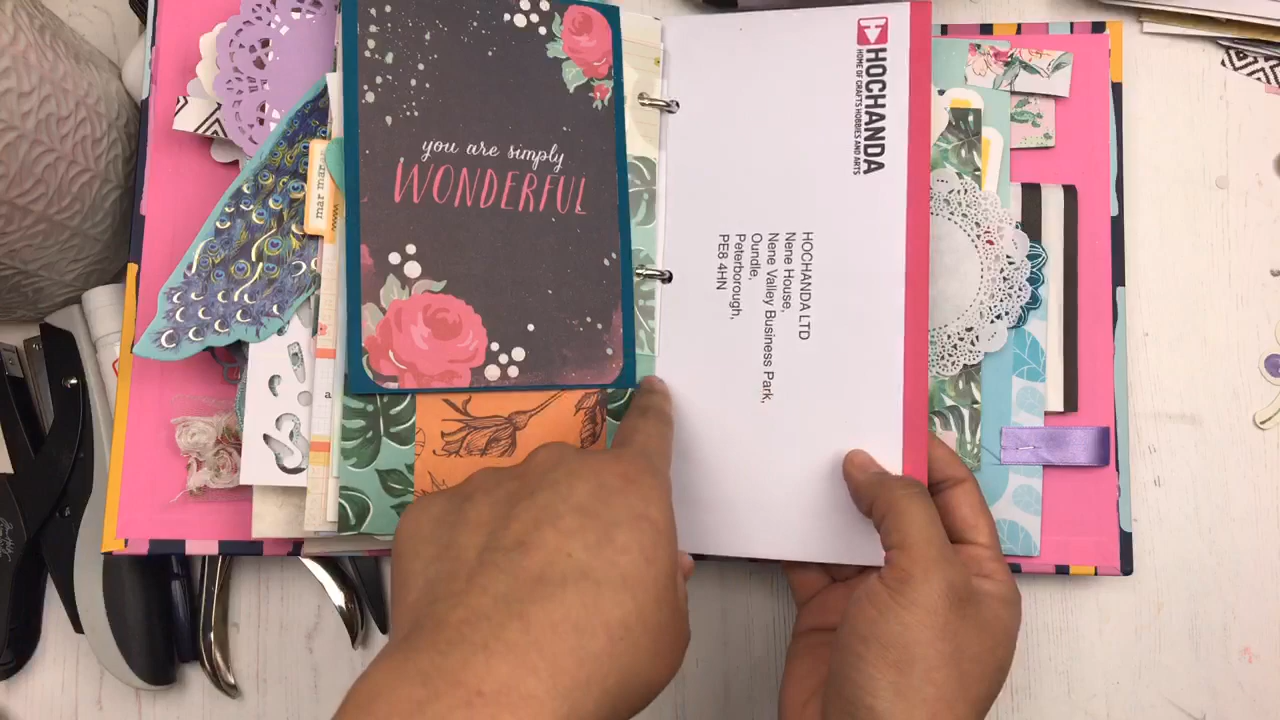 you are simply
WONDERFUL
HOCHANDA
HOME OF CRAFTS HOBBIES AND ARTS
HOCHANDA LTD
Nene House,
Nene Valley Business Park,
Oundle,
Peterborough,
PE8 4HN